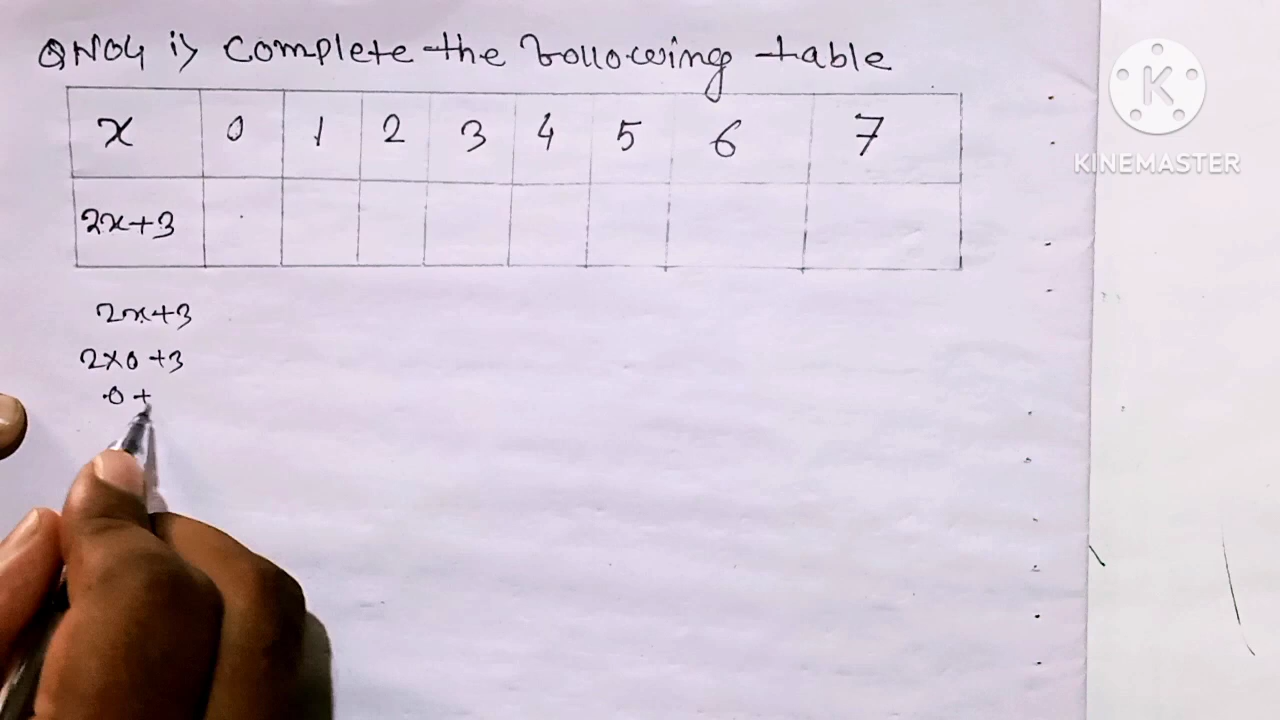 QNO4 i) Complete the following table
x 0 1 2 3 4 5 6 7
2x+3
2x+3
2×0+3
0+
K
KINEMASTER